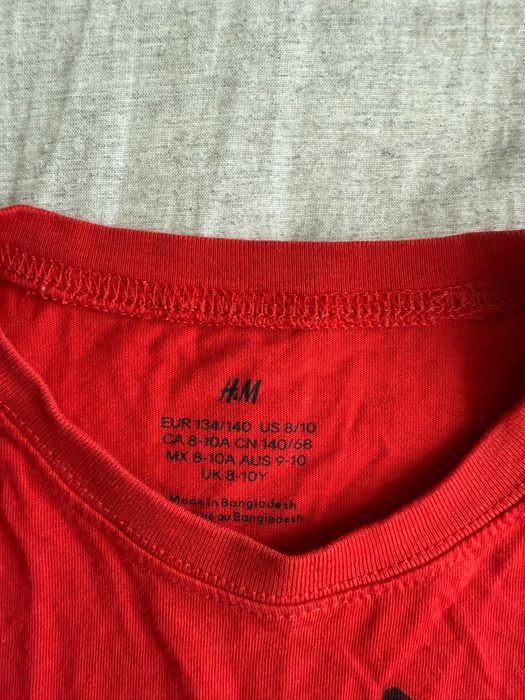 H&M
EUR 134/140 US 8/10
CA 8-10A CN 140/68
MX 8-10A AUS 9-10
UK 8-10Y
Made in Bangladesh
au Bangladesh